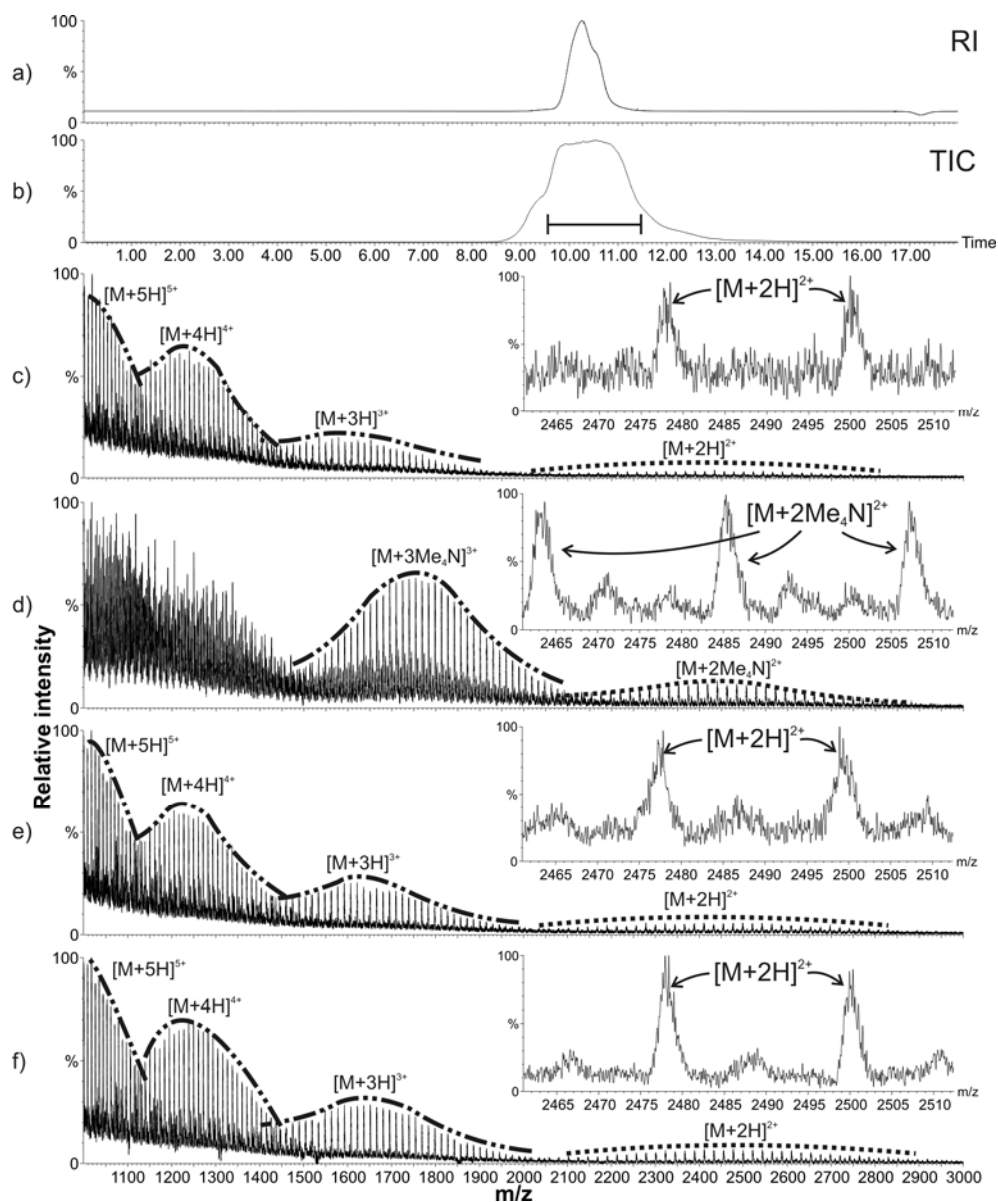 100
RI
%
a)
0
100
TIC
%
b)
0
Time
1.00 2.00 3.00 4.00 5.00 6.00 7.00 8.00 9.00 10.00 11.00 12.00 13.00 14.00 15.00 16.00 17.00
100
[M+5H]5+
[M+4H]4+
[M+3H]3+
[M+2H]2+
%
c)
0
100
[M+2H]2+
%
0
2465 2470 2475 2480 2485 2490 2495 2500 2505 2510 m/z
Relative intensity
100
[M+3Me4N]3+
[M+2Me4N]2+
%
d)
0
100
[M+2Me4N]2+
%
0
2465 2470 2475 2480 2485 2490 2495 2500 2505 2510 m/z
100
[M+5H]5+
[M+4H]4+
[M+3H]3+
[M+2H]2+
%
e)
0
100
[M+2H]2+
%
0
2465 2470 2475 2480 2485 2490 2495 2500 2505 2510 m/z
100
[M+5H]5+
[M+4H]4+
[M+3H]3+
[M+2H]2+
%
f)
0
100
[M+2H]2+
%
0
2465 2470 2475 2480 2485 2490 2495 2500 2505 2510 m/z
1100 1200 1300 1400 1500 1600 1700 1800 1900 2000 2100 2200 2300 2400 2500 2600 2700 2800 2900 3000
m/z